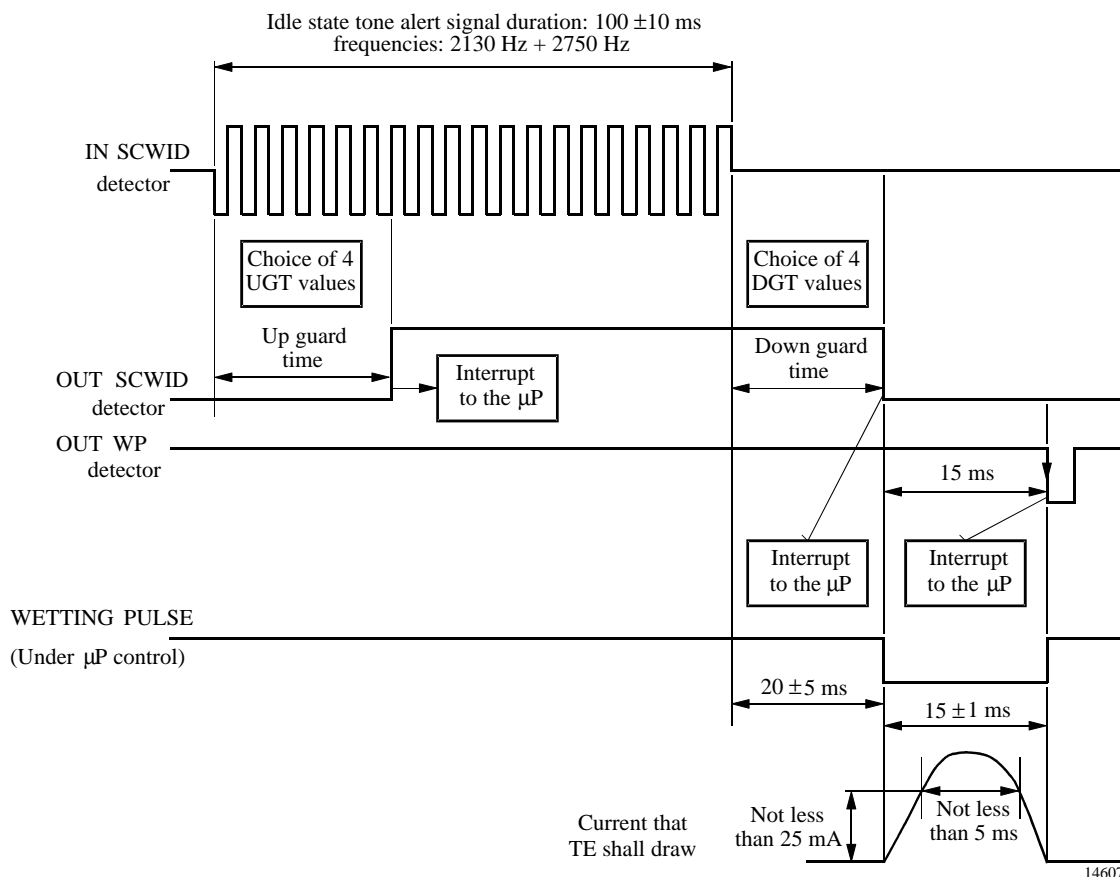 Idle state tone alert signal duration: 100 ±10 ms
frequencies: 2130 Hz + 2750 Hz
IN SCWID
detector
Choice of 4
UGT values
Choice of 4
DGT values
Up guard
time
Down guard
time
OUT SCWID
detector
Interrupt
to the µP
OUT WP
detector
15 ms
Interrupt
to the µP
Interrupt
to the µP
WETTING PULSE
(Under µP control)
20 ±5 ms
15 ±1 ms
Current that
TE shall draw
Not less
than 25 mA
Not less
than 5 ms